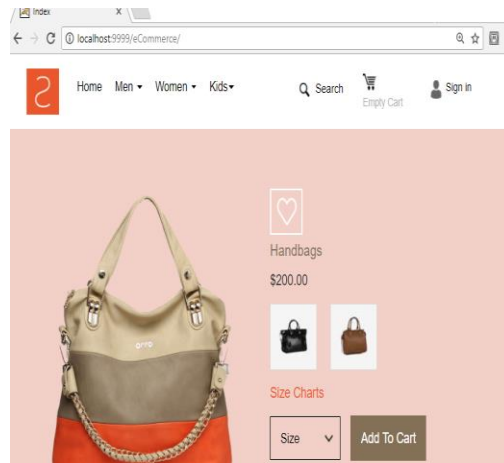 Index x
localhost:9999/eCommerce/
Home Men Women Kids Search Empty Cart Sign in
Handbags
$200.00
Size Charts
Size Add To Cart